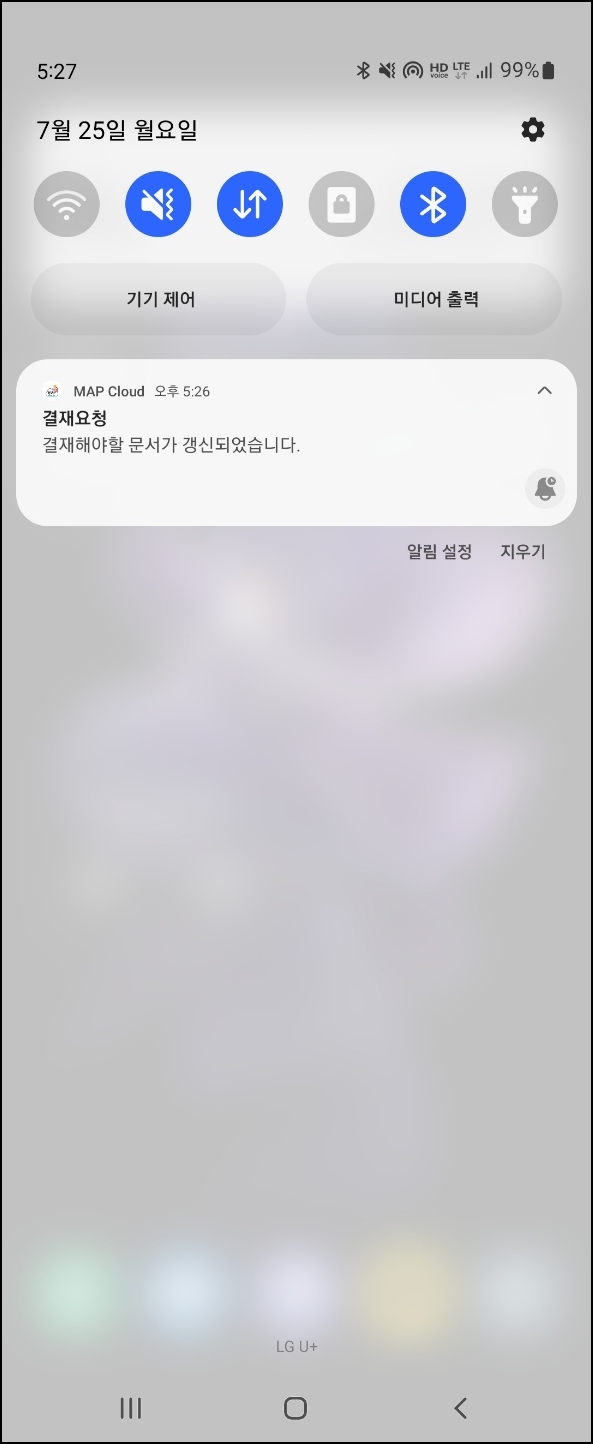 5:27 HD voice LTE 99%
7월 25일 월요일
기기 제어 미디어 출력
MAP Cloud 오후 5:26
결재요청
결재해야할 문서가 갱신되었습니다.
알림 설정 지우기
LG U+